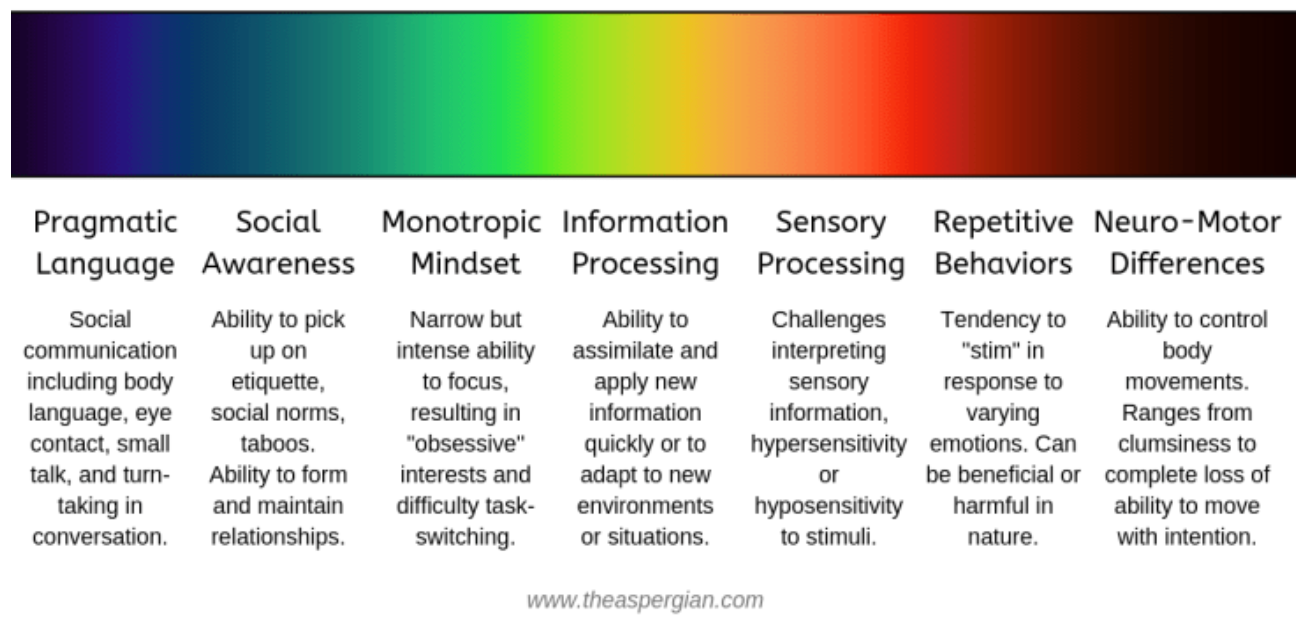 Pragmatic
Language
Social
communication
including body
language, eye
contact, small
talk, and turn-
taking in
conversation.
Social
Awareness
Ability to pick
up on
etiquette,
social norms,
taboos.
Ability to form
and maintain
relationships.
Monotropic
Mindset
Narrow but
intense ability
to focus,
resulting in
"obsessive"
interests and
difficulty task-
switching.
Information
Processing
Ability to
assimilate and
apply new
information
quickly or to
adapt to new
environments
or situations.
Sensory
Processing
Challenges
interpreting
sensory
information,
hypersensitivity
or
hyposensitivity
to stimuli.
Repetitive
Behaviors
Tendency to
"stim" in
response to
varying
emotions. Can
be beneficial or
harmful in
nature.
Neuro-Motor
Differences
Ability to control
body
movements.
Ranges from
clumsiness to
complete loss of
ability to move
with intention.
www.theaspergian.com